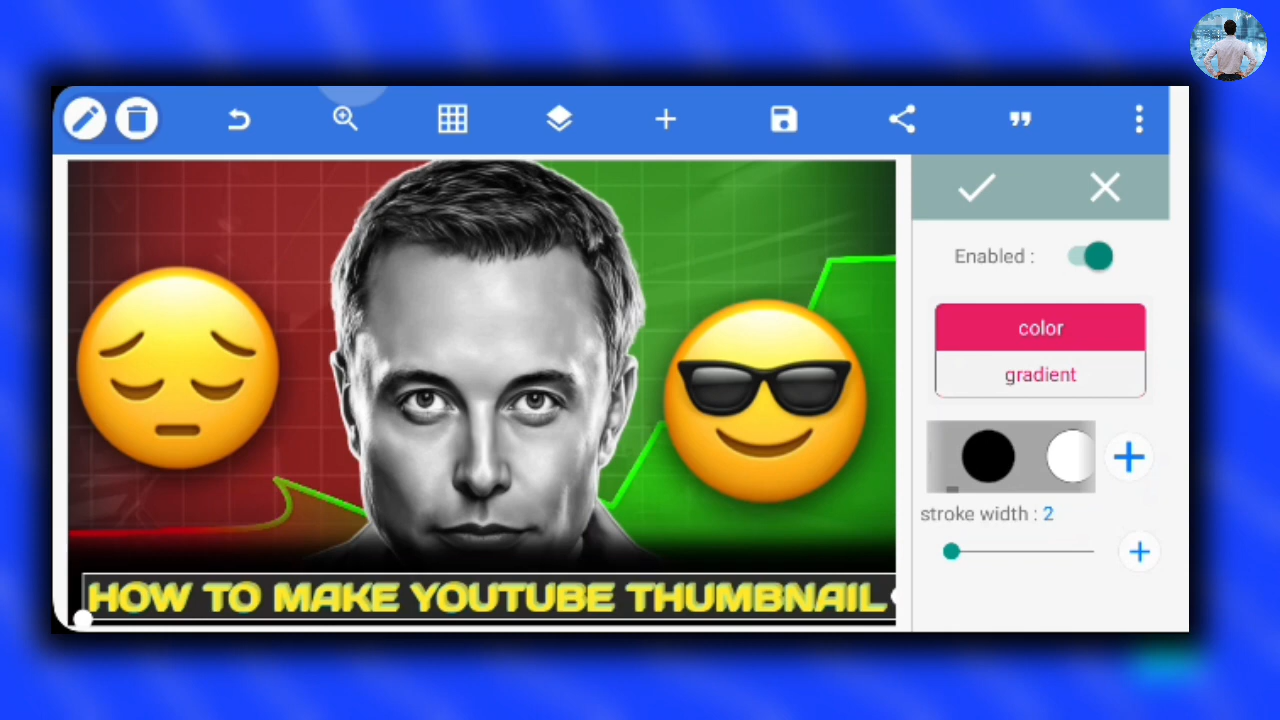 Enabled :
color
gradient
stroke width : 2
HOW TO MAKE YOUTUBE THUMBNAIL